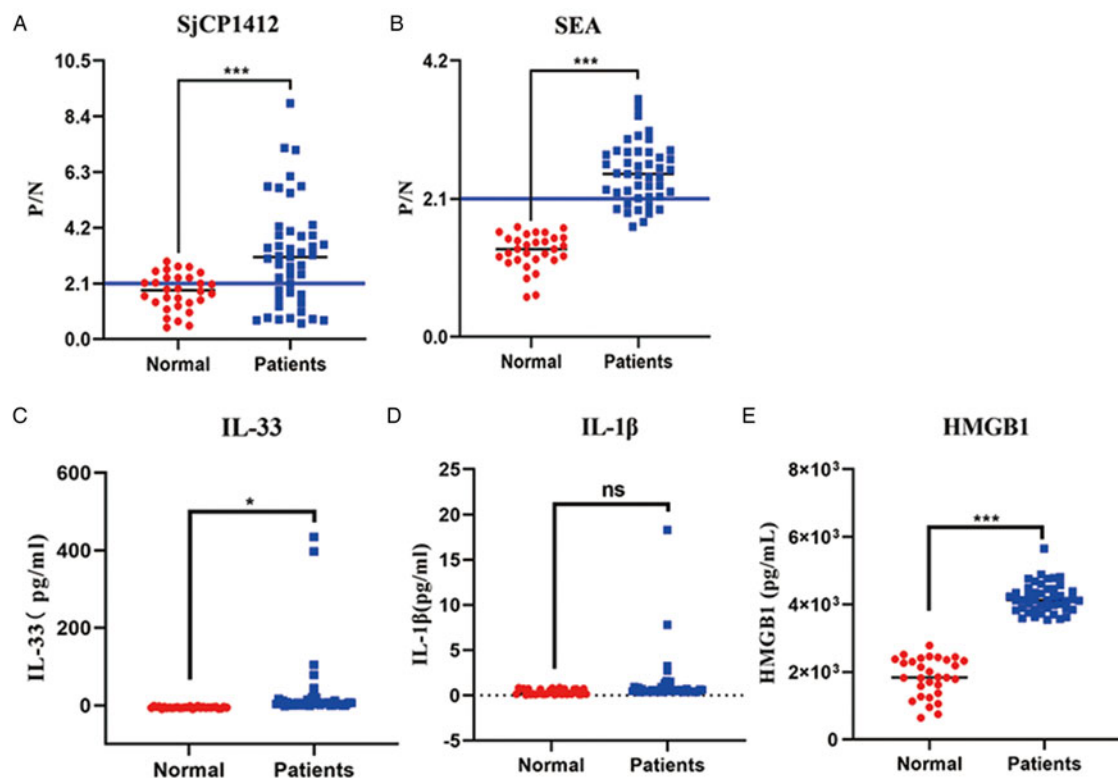 A
SjCP1412
10.5
8.4
6.3
4.2
2.1
0.0
P/N
***
Normal
Patients
B
SEA
4.2
2.1
0.0
P/N
***
Normal
Patients
C
IL-33
600
400
200
0
IL-33 ( pg/ml)
*
Normal
Patients
D
IL-1β
25
20
15
10
5
0
-5
IL-1β(pg/ml)
ns
Normal
Patients
E
HMGB1
8×10³
6×10³
4×10³
2×10³
0
HMGB1 (pg/mL)
***
Normal
Patients